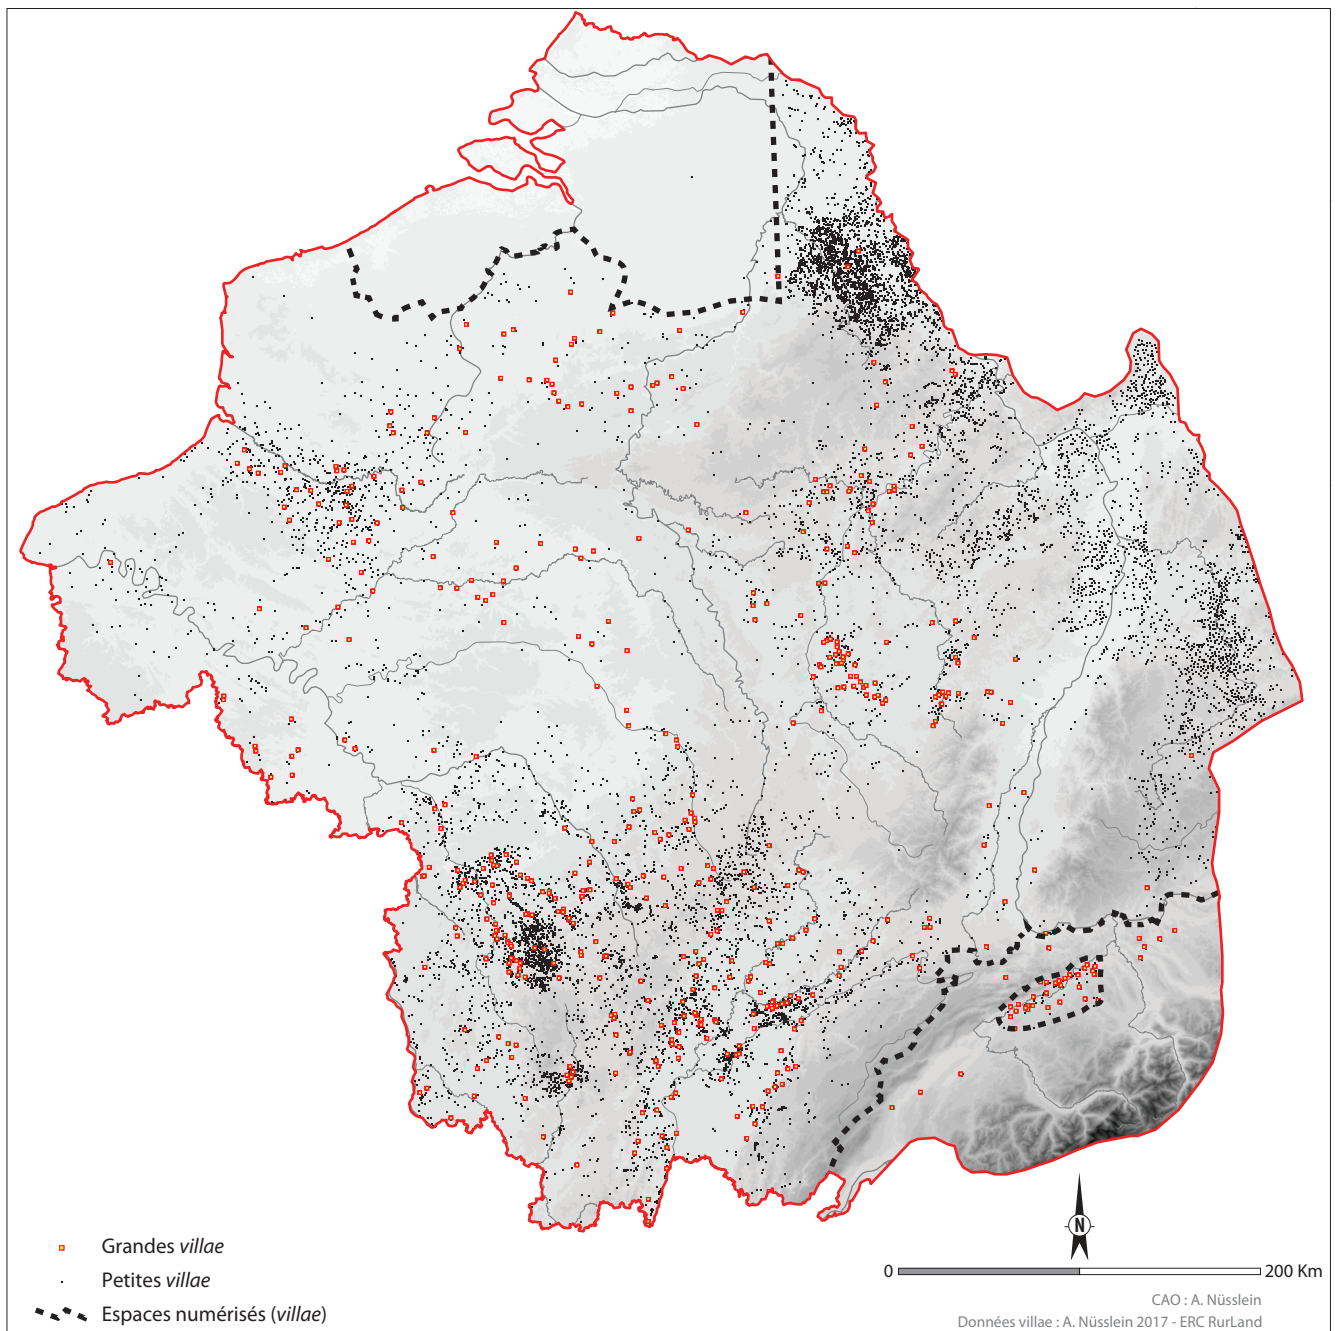 Grandes villae
Petites villae
Espaces numérisés (villae)
N
0
200 Km
CAO : A. Nüsslein
Données villae : A. Nüsslein 2017 - ERC RurLand